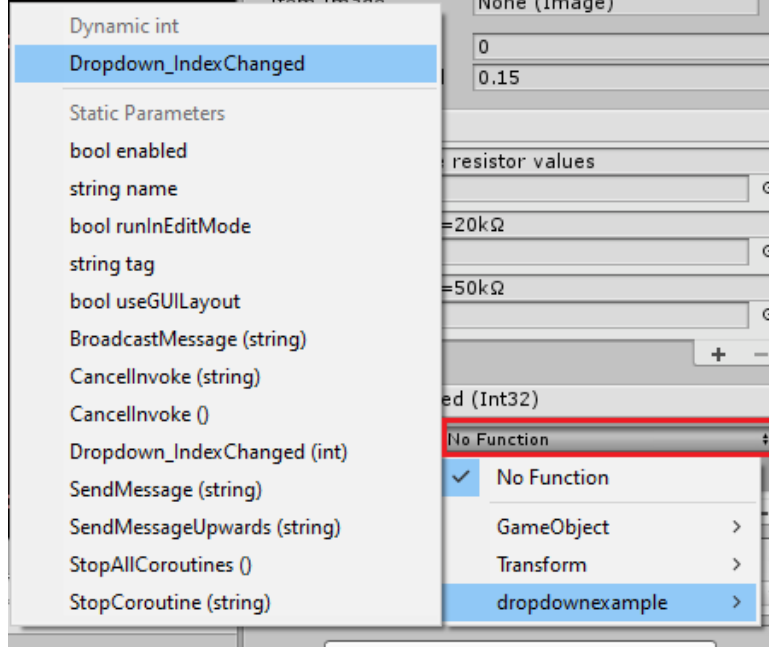 Dynamic int
Dropdown_IndexChanged
Static Parameters
bool enabled
string name
bool runInEditMode
string tag
bool useGUILayout
BroadcastMessage (string)
CancelInvoke (string)
CancelInvoke ()
Dropdown_IndexChanged (int)
SendMessage (string)
SendMessageUpwards (string)
StopAllCoroutines ()
StopCoroutine (string)
None (Image)
0
0.15
resistor values
=20kΩ
=50kΩ
+ −
ed (Int32)
No Function
✓ No Function
GameObject >
Transform >
dropdownexample >